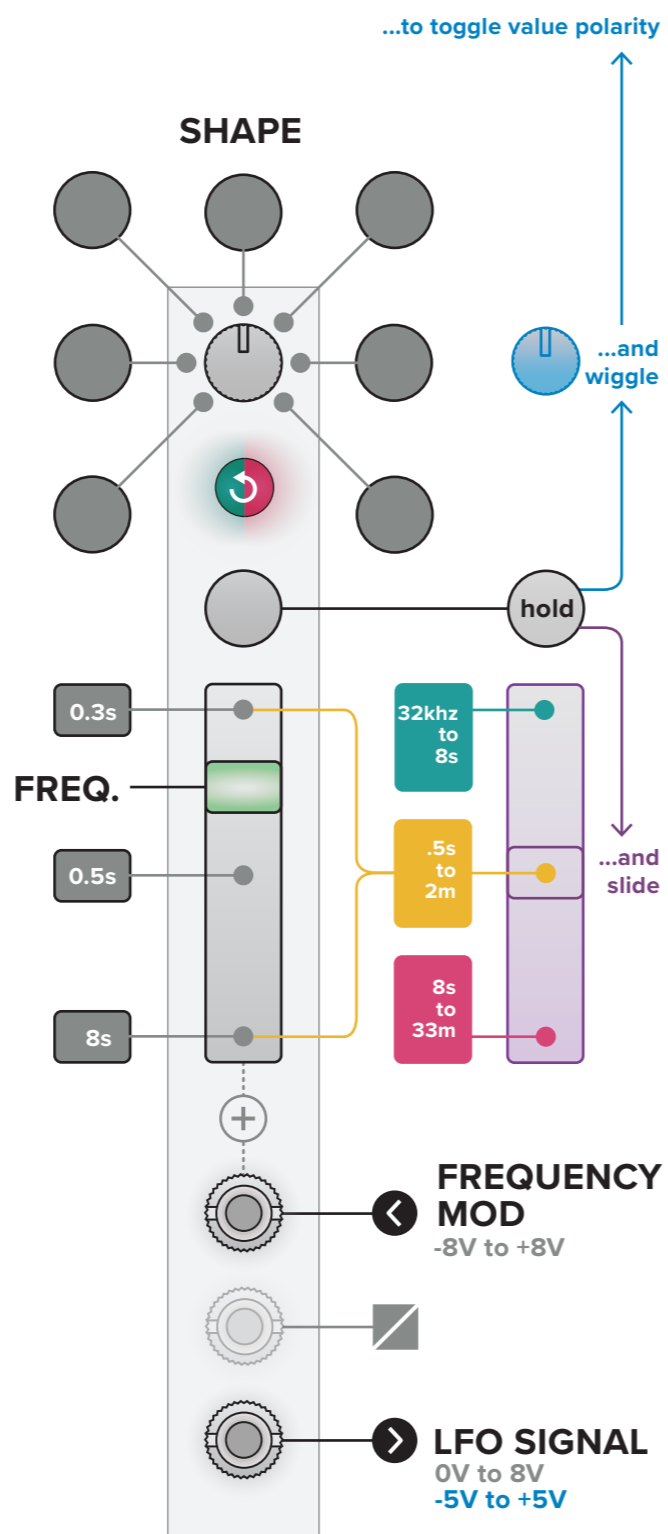 ...to toggle value polarity
SHAPE
...and
wiggle
hold
0.3s
32khz
to
8s
FREQ.
.5s
to
2m
0.5s
...and
slide
8s
to
33m
8s
FREQUENCY
MOD
-8V to +8V
LFO SIGNAL
0V to 8V
-5V to +5V